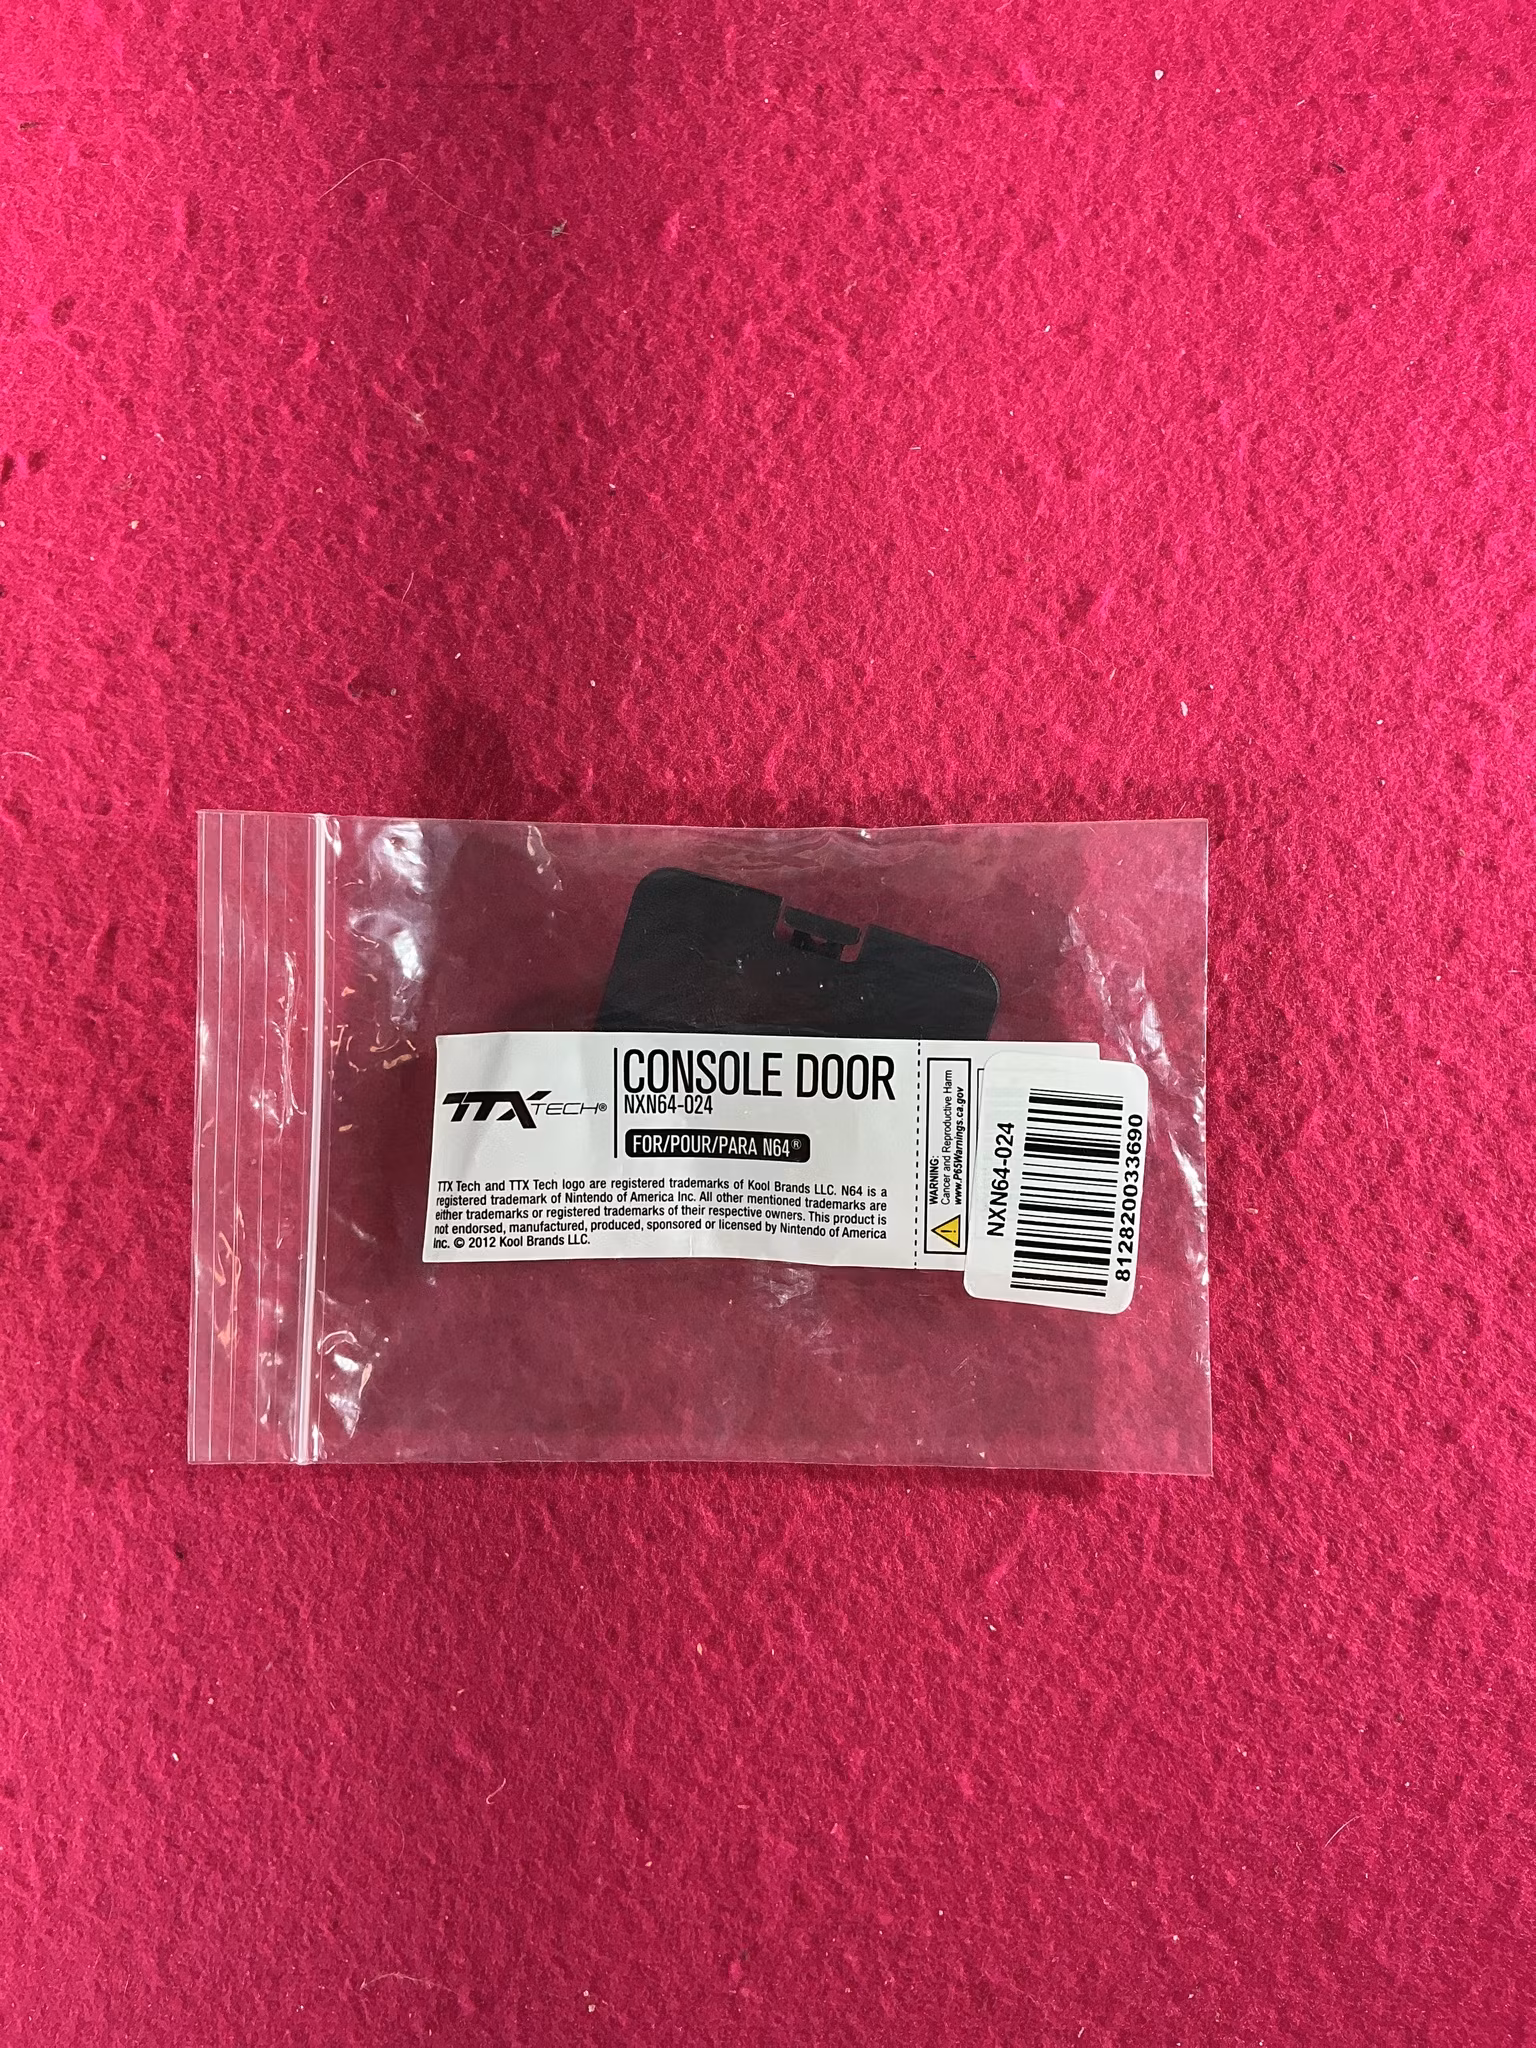 TTX TECH®
CONSOLE DOOR
NXN64-024
FOR/POUR/PARA N64®
TTX Tech and TTX Tech logo are registered trademarks of Kool Brands LLC. N64 is a
registered trademark of Nintendo of America Inc. All other mentioned trademarks are
either trademarks or registered trademarks of their respective owners. This product is
not endorsed, manufactured, produced, sponsored or licensed by Nintendo of America
Inc. © 2012 Kool Brands LLC.
WARNING:
Cancer and Reproductive Harm
www.P65Warnings.ca.gov
NXN64-024
812820033690